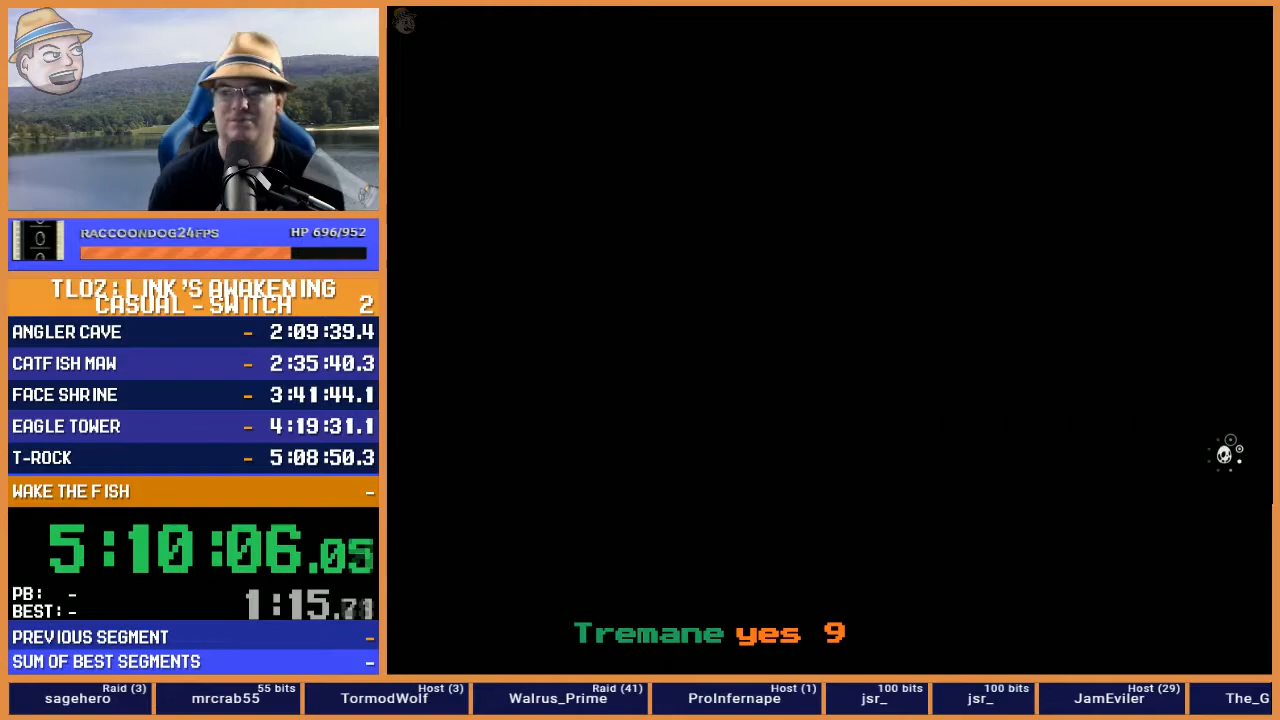 RACCOONDOG24FPS HP 696/952
TLOZ: LINK'S AWAKENING
CASUAL - SWITCH 2
ANGLER CAVE - 2:09:39.4
CATFISH MAW - 2:35:40.3
FACE SHRINE - 3:41:44.1
EAGLE TOWER - 4:19:31.1
T-ROCK - 5:08:50.3
WAKE THE FISH -
5:10:06.05
PB: -
BEST: -
1:15.71
PREVIOUS SEGMENT -
SUM OF BEST SEGMENTS -
Tremane yes 9
Raid (3)
sagehero
55 bits
mrcrab55
Host (3)
TormodWolf
Raid (41)
Walrus_Prime
Host (1)
ProInfernape
100 bits
jsr_
100 bits
jsr_
Host (29)
JamEviler
The_G